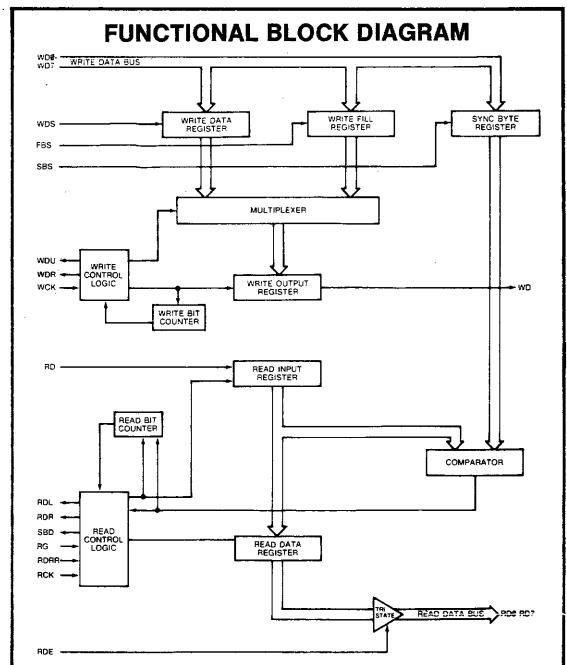 FUNCTIONAL BLOCK DIAGRAM
WD0-
WD7
WRITE DATA BUS
WDS
WRITE DATA
REGISTER
WRITE FILL
REGISTER
SYNC BYTE
REGISTER
FBS
SBS
MULTIPLEXER
WDU
WDR
WCK
WRITE
CONTROL
LOGIC
WRITE OUTPUT
REGISTER
WD
WRITE BIT
COUNTER
RD
READ INPUT
REGISTER
READ BIT
COUNTER
COMPARATOR
RDL
RDR
SBD
RG
RDRR
RCK
READ
CONTROL
LOGIC
READ DATA
REGISTER
TRI
STATE
READ DATA BUS
RD0-RD7
RDE